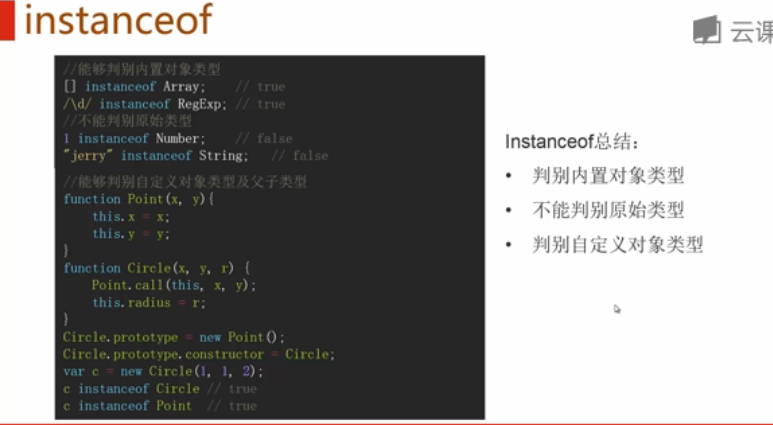 instanceof
云课
//能够判别内置对象类型
[] instanceof Array;    // true
/\d/ instanceof RegExp; // true
//不能判别原始类型
1 instanceof Number;    // false
"jerry" instanceof String;   // false
//能够判别自定义对象类型及父子类型
function Point(x, y){
    this.x = x;
    this.y = y;
}
function Circle(x, y, r) {
    Point.call(this, x, y);
    this.radius = r;
}
Circle.prototype = new Point();
Circle.prototype.constructor = Circle;
var c = new Circle(1, 1, 2);
c instanceof Circle // true
c instanceof Point  // true
Instanceof总结：
• 判别内置对象类型
• 不能判别原始类型
• 判别自定义对象类型